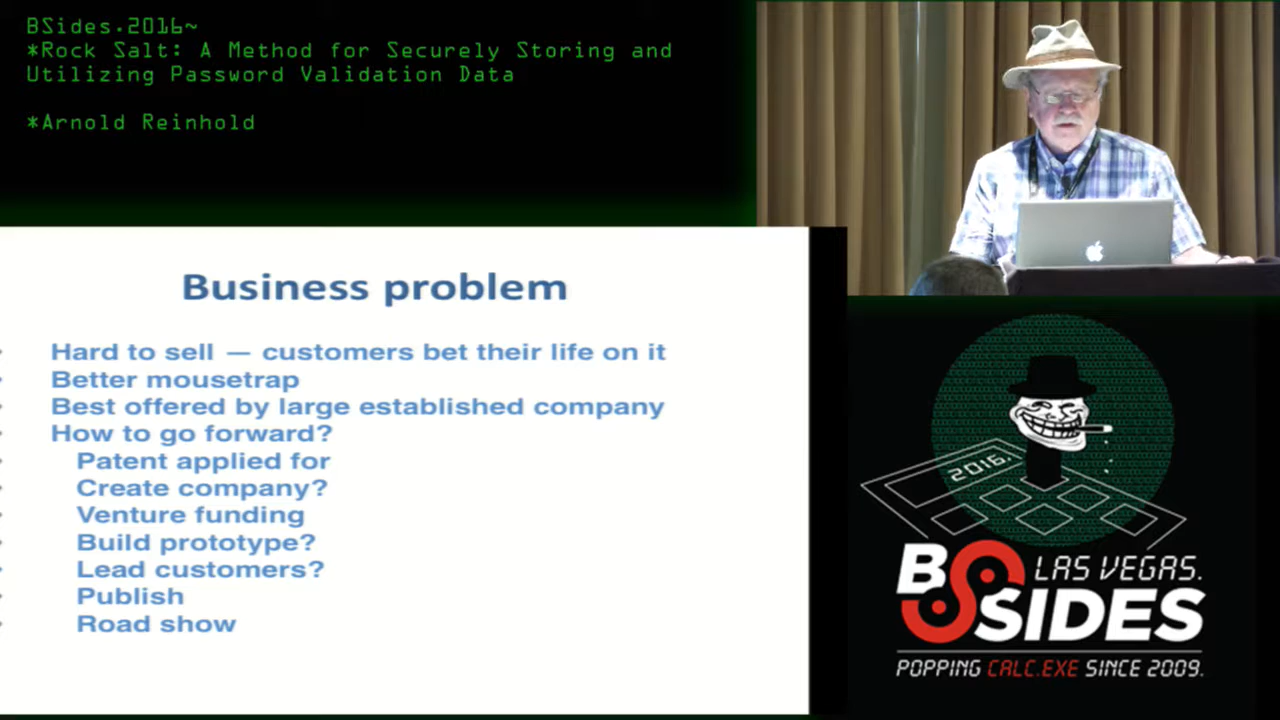 BSides.2016~
*Rock Salt: A Method for Securely Storing and
Utilizing Password Validation Data
*Arnold Reinhold
Business problem
Hard to sell — customers bet their life on it
Better mousetrap
Best offered by large established company
How to go forward?
Patent applied for
Create company?
Venture funding
Build prototype?
Lead customers?
Publish
Road show
2016.
BSIDES LAS VEGAS.
POPPING CALC.EXE SINCE 2009.